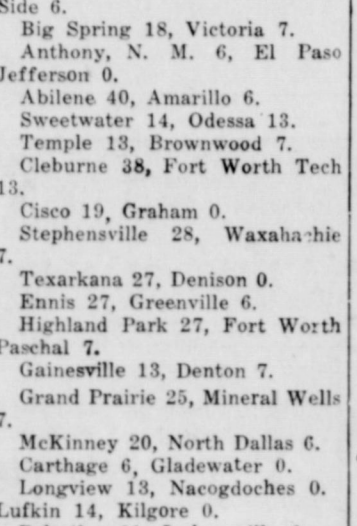 Side 6.
Big Spring 18, Victoria 7.
Anthony, N. M. 6, El Paso
Jefferson 0.
Abilene 40, Amarillo 6.
Sweetwater 14, Odessa 13.
Temple 13, Brownwood 7.
Cleburne 38, Fort Worth Tech
13.
Cisco 19, Graham 0.
Stephensville 28, Waxahachie
7.
Texarkana 27, Denison 0.
Ennis 27, Greenville 6.
Highland Park 27, Fort Worth
Paschal 7.
Gainesville 13, Denton 7.
Grand Prairie 25, Mineral Wells
7.
McKinney 20, North Dallas 6.
Carthage 6, Gladewater 0.
Longview 13, Nacogdoches 0.
Lufkin 14, Kilgore 0.